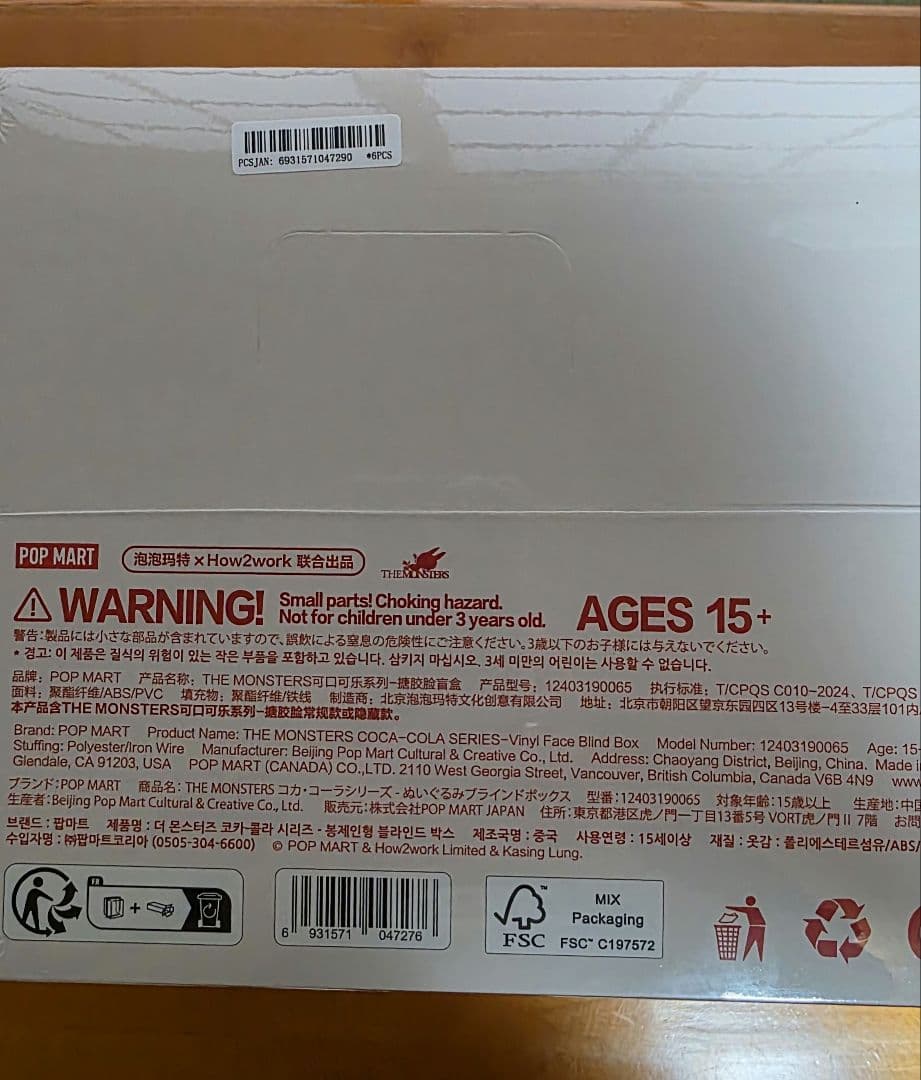 PCSJAN: 6931571047290 *6PCS
POP MART 泡泡玛特×How2work 联合出品 THE MONSTERS
WARNING! Small parts! Choking hazard.
Not for children under 3 years old.
AGES 15+
警告:製品には小さな部品が含まれていますので、誤飲による窒息の危険性にご注意ください。3歳以下のお子様には与えないでください。
* 경고: 이 제품은 질식의 위험이 있는 작은 부품을 포함하고 있습니다. 삼키지 마십시오, 3세 미만의 어린이는 사용할 수 없습니다.
品牌：POP MART 产品名称：THE MONSTERS可口可乐系列-搪胶脸盲盒 产品型号：12403190065 执行标准：T/CPQS C010-2024、T/CPQS
面料：聚酯纤维/ABS/PVC 填充物：聚酯纤维/铁线 制造商：北京泡泡玛特文化创意有限公司 地址：北京市朝阳区望京东园四区13号楼-4至33层101内
本产品含THE MONSTERS可口可乐系列-搪胶脸常规款或隐藏款。
Brand: POP MART Product Name: THE MONSTERS COCA-COLA SERIES-Vinyl Face Blind Box Model Number: 12403190065 Age: 15
Stuffing: Polyester/Iron Wire Manufacturer: Beijing Pop Mart Cultural & Creative Co., Ltd. Address: Chaoyang District, Beijing, China. Made
Glendale, CA 91203, USA POP MART (CANADA) CO.,LTD. 2110 West Georgia Street, Vancouver, British Columbia, Canada V6B 4N9 www
ブランド：POP MART 商品名：THE MONSTERS コカ・コーラシリーズ - ぬいぐるみブラインドボックス 型番：12403190065 対象年齢：15歳以上 生産地：中
生産者：Beijing Pop Mart Cultural & Creative Co., Ltd. 販売元：株式会社POP MART JAPAN 住所：東京都港区虎ノ門一丁目13番5号 VORT虎ノ門Ⅱ 7階 お問
브랜드 : 팝마트 제품명 : 더 몬스터즈 코카-콜라 시리즈 - 봉제인형 블라인드 박스 제조국명 : 중국 사용연령 : 15세이상 재질 : 옷감 : 폴리에스테르섬유/ABS/
수입자명 : ㈜팝마트코리아 (0505-304-6600) © POP MART & How2work Limited & Kasing Lung.
FR
6 931571 047276
FSC™
MIX
Packaging
FSC™ C197572